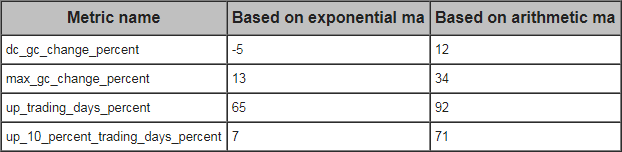 Metric name Based on exponential ma Based on arithmetic ma
dc_gc_change_percent -5 12
max_gc_change_percent 13 34
up_trading_days_percent 65 92
up_10_percent_trading_days_percent 7 71